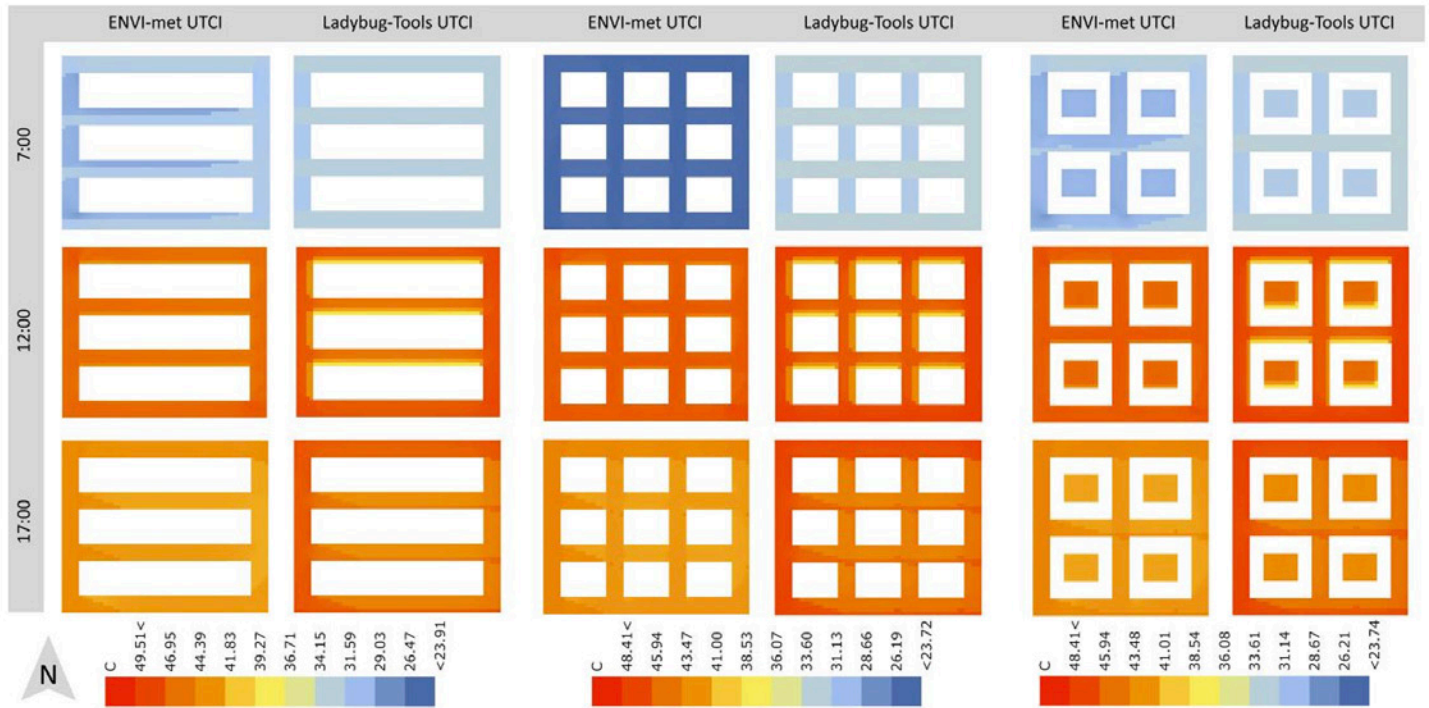 ENVI-met UTCI Ladybug-Tools UTCI ENVI-met UTCI Ladybug-Tools UTCI ENVI-met UTCI Ladybug-Tools UTCI
7:00
12:00
17:00
N
C 49.51< 46.95 44.39 41.83 39.27 36.71 34.15 31.59 29.03 26.47 <23.91
C 48.41< 45.94 43.47 41.00 38.53 36.07 33.60 31.13 28.66 26.19 <23.72
C 48.41< 45.94 43.48 41.01 38.54 36.08 33.61 31.14 28.67 26.21 <23.74